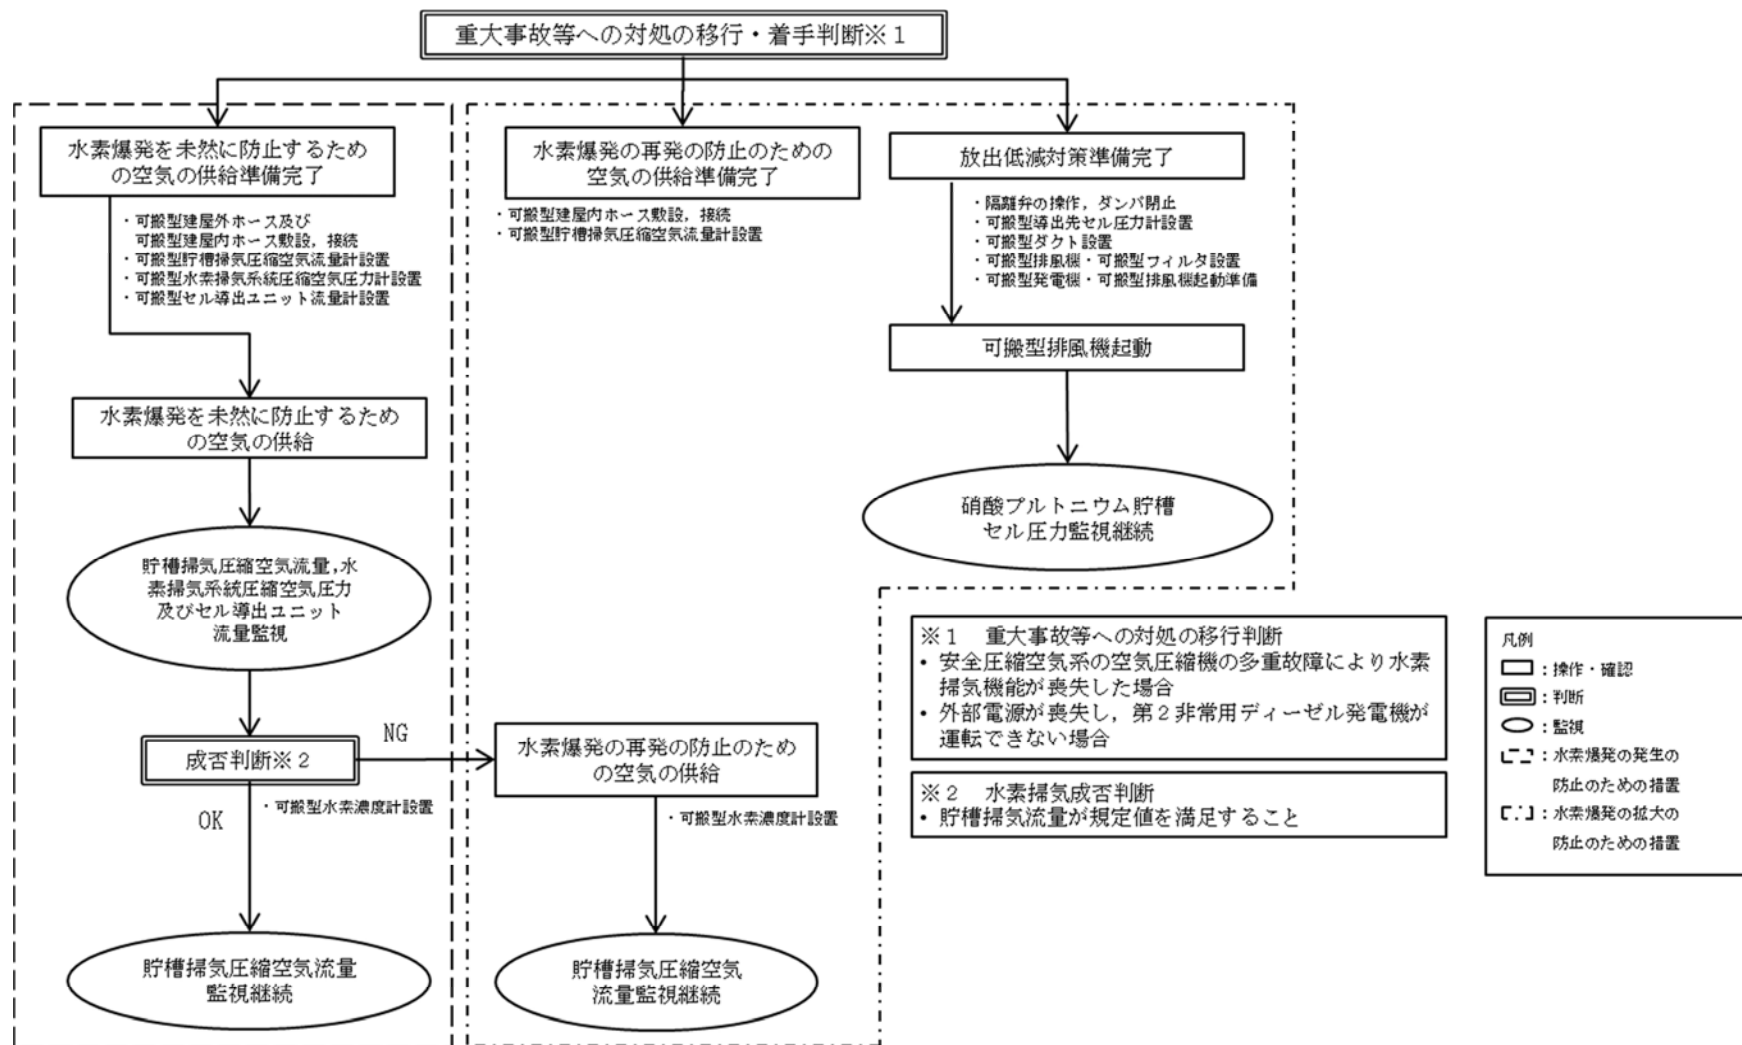 重大事故等への対処の移行・着手判断※1
水素爆発を未然に防止するため
の空気の供給準備完了
・可搬型建屋外ホース及び
可搬型建屋内ホース敷設，接続
・可搬型貯槽掃気圧縮空気流量計設置
・可搬型水素掃気系統圧縮空気圧力計設置
・可搬型セル導出ユニット流量計設置
水素爆発を未然に防止するため
の空気の供給
貯槽掃気圧縮空気流量，水
素掃気系統圧縮空気圧力
及びセル導出ユニット
流量監視
成否判断※2
NG
OK
・可搬型水素濃度計設置
貯槽掃気圧縮空気流量
監視継続
水素爆発の再発の防止のための
空気の供給準備完了
・可搬型建屋内ホース敷設，接続
・可搬型貯槽掃気圧縮空気流量計設置
水素爆発の再発の防止のため
の空気の供給
・可搬型水素濃度計設置
貯槽掃気圧縮空気
流量監視継続
放出低減対策準備完了
・隔離弁の操作，ダンパ閉止
・可搬型導出先セル圧力計設置
・可搬型ダクト設置
・可搬型排風機・可搬型フィルタ設置
・可搬型発電機・可搬型排風機起動準備
可搬型排風機起動
硝酸プルトニウム貯槽
セル圧力監視継続
※1　重大事故等への対処の移行判断
• 安全圧縮空気系の空気圧縮機の多重故障により水素
掃気機能が喪失した場合
• 外部電源が喪失し，第2非常用ディーゼル発電機が
運転できない場合
※2　水素掃気成否判断
• 貯槽掃気流量が規定値を満足すること
凡例
：操作・確認
：判断
：監視
：水素爆発の発生の
防止のための措置
：水素爆発の拡大の
防止のための措置